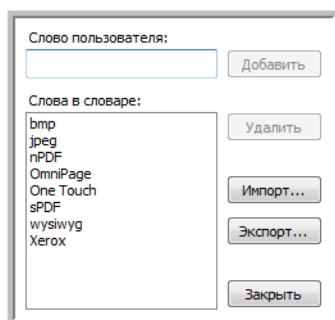 Слово пользователя:
Добавить
Слова в словаре:
bmp
jpeg
nPDF
OmniPage
One Touch
sPDF
wysiwyg
Xerox
Удалить
Импорт...
Экспорт...
Закрыть